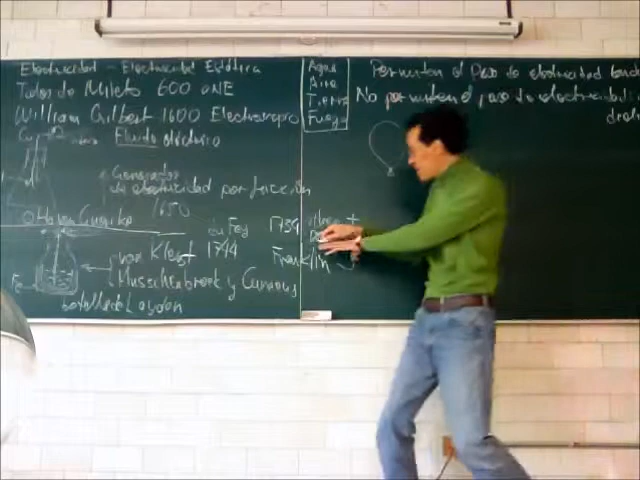 Electricidad - Electricidad Estática
Tales de Mileto 600 aNE
William Gilbert 1600 Electroscopio
Fluido eléctrico
Generador
de electricidad por fricción
1650
Otto von Guericke
du Fay 1739
von Kleist 1744
Franklin
Musschenbroek y Cunaeus
botella de Leyden
Agua
Aire
Tierra
Fuego
Permiten el paso de electricidad
No permiten el paso de electricidad